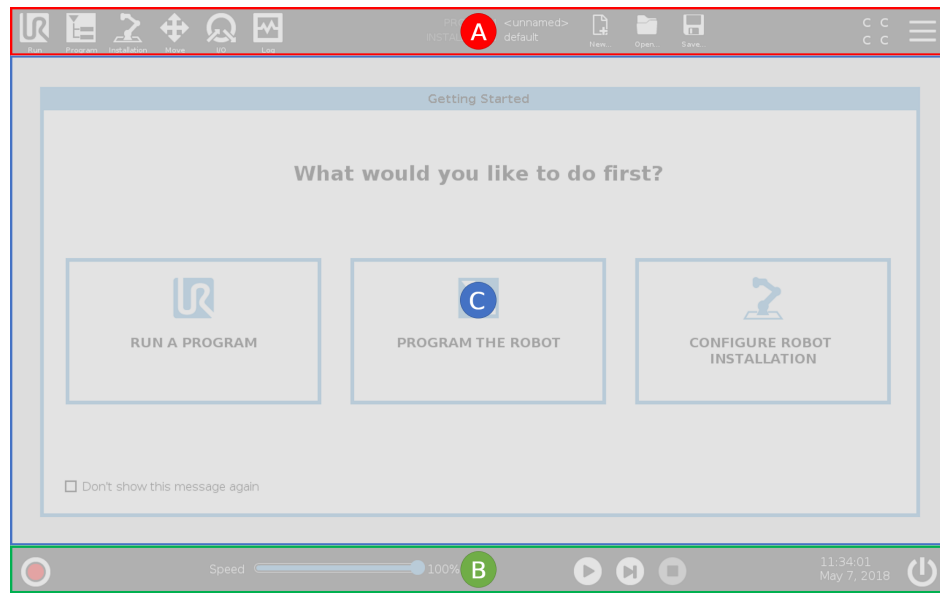 <unnamed>
A
default
C C
C C
Run
Program
Installation
Move
I/O
Log
New...
Open...
Save...
Getting Started
What would you like to do first?
RUN A PROGRAM
C
PROGRAM THE ROBOT
CONFIGURE ROBOT
INSTALLATION
Don't show this message again
Speed
100%
B
11:34:01
May 7, 2018